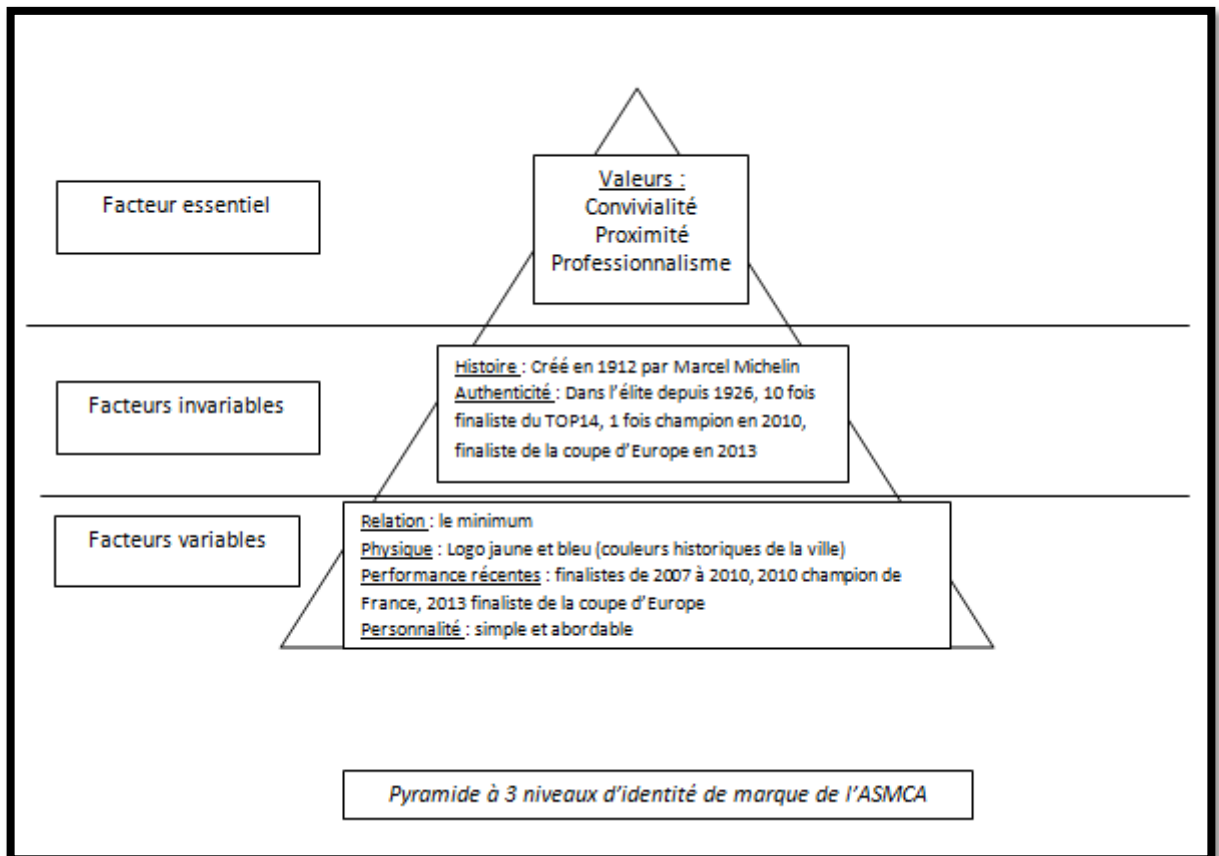 Facteur essentiel
Valeurs :
Convivialité
Proximité
Professionnalisme
Facteurs invariables
Histoire : Créé en 1912 par Marcel Michelin
Authenticité : Dans l'élite depuis 1926, 10 fois
finaliste du TOP14, 1 fois champion en 2010,
finaliste de la coupe d'Europe en 2013
Facteurs variables
Relation : le minimum
Physique : Logo jaune et bleu (couleurs historiques de la ville)
Performance récentes : finalistes de 2007 à 2010, 2010 champion de
France, 2013 finaliste de la coupe d'Europe
Personnalité : simple et abordable
Pyramide à 3 niveaux d'identité de marque de l'ASMCA